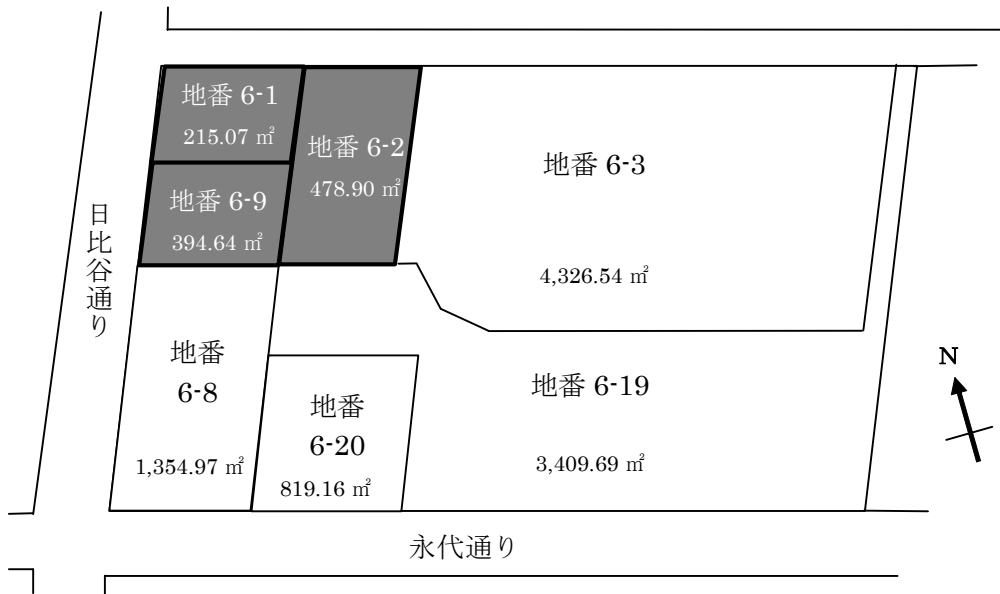 地番 6-1
215.07 ㎡
地番 6-2
478.90 ㎡
地番 6-3
4,326.54 ㎡
地番 6-9
394.64 ㎡
日比谷通り
地番
6-8
1,354.97 ㎡
地番
6-20
819.16 ㎡
地番 6-19
3,409.69 ㎡
N
永代通り